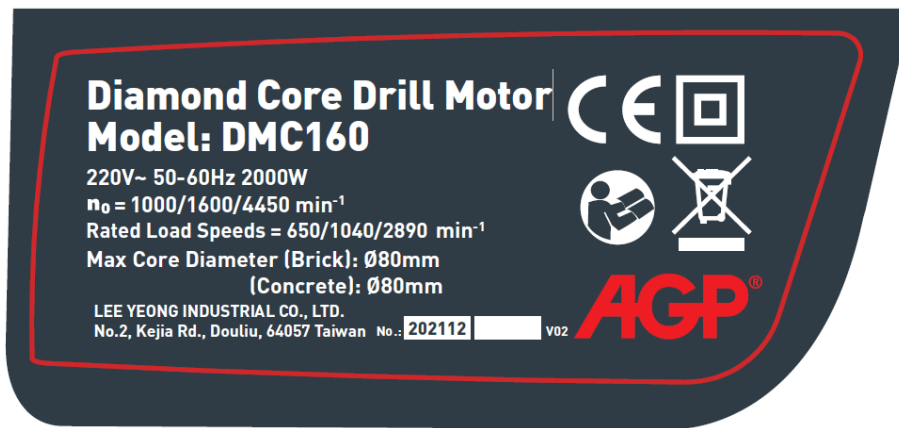 Diamond Core Drill Motor
Model: DMC160
220V~ 50-60Hz 2000W
n₀ = 1000/1600/4450 min⁻¹
Rated Load Speeds = 650/1040/2890 min⁻¹
Max Core Diameter (Brick): Ø80mm
(Concrete): Ø80mm
LEE YEONG INDUSTRIAL CO., LTD.
No.2, Kejia Rd., Douliu, 64057 Taiwan No.: 202112 V02
CE
AGP®